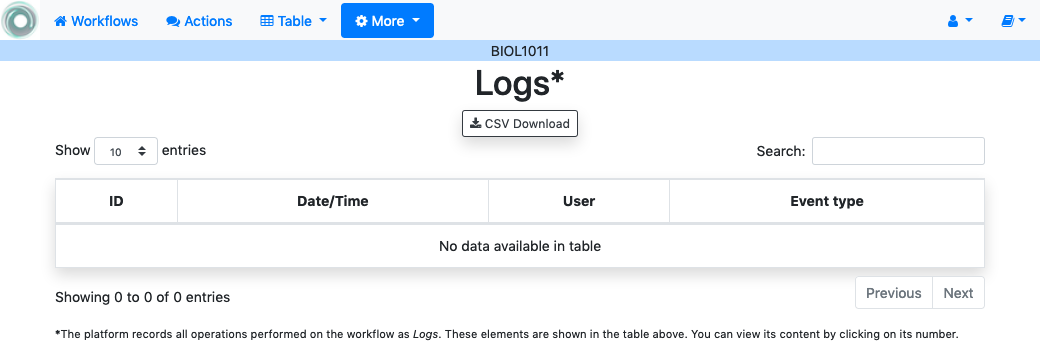 Workflows Actions Table More
BIOL1011
Logs*
CSV Download
Show 10 entries Search:
ID Date/Time User Event type
No data available in table
Showing 0 to 0 of 0 entries Previous Next
*The platform records all operations performed on the workflow as Logs. These elements are shown in the table above. You can view its content by clicking on its number.